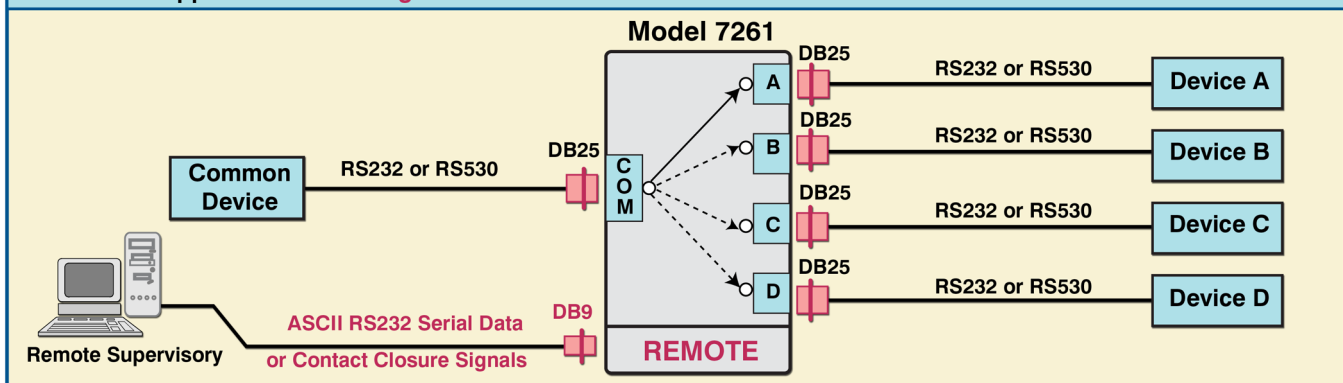 Model 7261
DB25
RS232 or RS530
A
Device A
DB25
RS232 or RS530
B
Device B
DB25
RS232 or RS530
COM
Common
Device
DB25
RS232 or RS530
C
Device C
DB25
RS232 or RS530
D
Device D
DB9
ASCII RS232 Serial Data
or Contact Closure Signals
REMOTE
Remote Supervisory